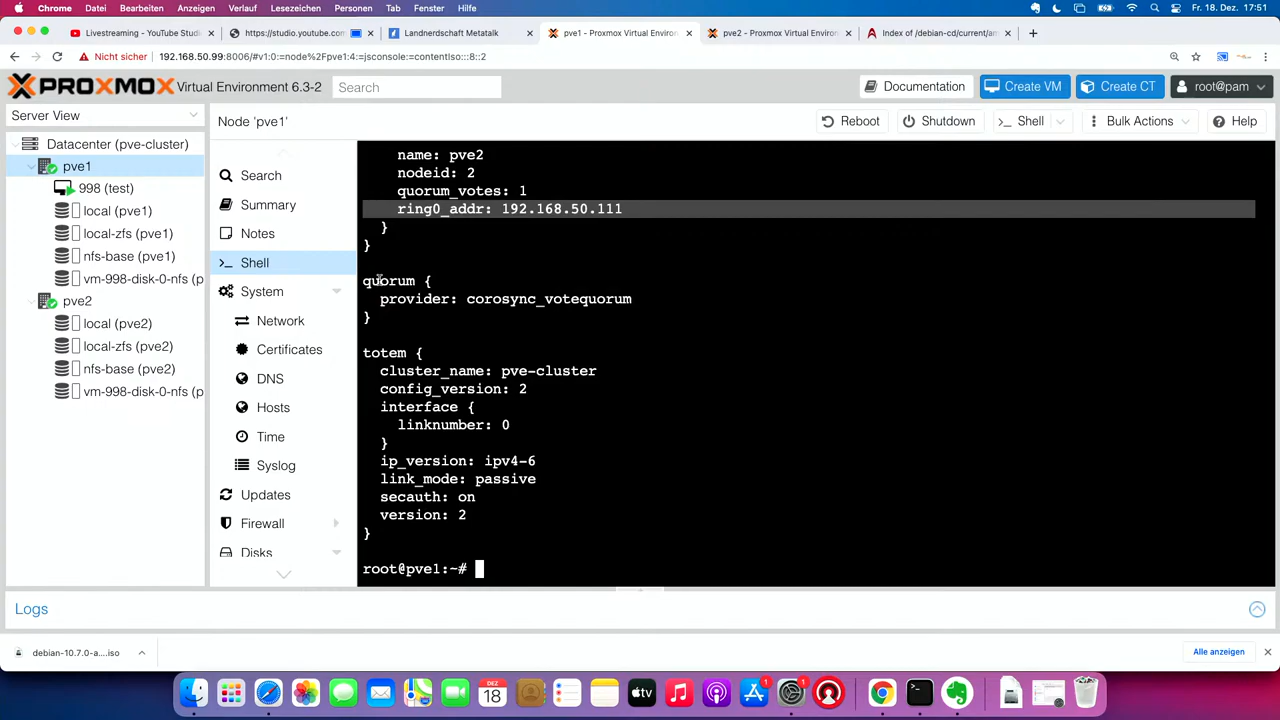 Chrome Datei Bearbeiten Anzeigen Verlauf Lesezeichen Personen Tab Fenster Hilfe Fr. 18. Dez. 17:51
Livestreaming - YouTube Stud
https://studio.youtube.com
Landnerschaft Metatalk
pve1 - Proxmox Virtual Environ
pve2 - Proxmox Virtual Environ
Index of /debian-cd/current/am
Nicht sicher 192.168.50.99:8006/#v1:0:=node%2Fpve1:4:=jsconsole:=contentIso:::8::2
PROXMOX Virtual Environment 6.3-2 Search Documentation Create VM Create CT root@pam
Server View
Node 'pve1' Reboot Shutdown >_ Shell Bulk Actions Help
Datacenter (pve-cluster)
pve1
998 (test)
local (pve1)
local-zfs (pve1)
nfs-base (pve1)
vm-998-disk-0-nfs (p
pve2
local (pve2)
local-zfs (pve2)
nfs-base (pve2)
vm-998-disk-0-nfs (p
Search
Summary
Notes
>_ Shell
System
Network
Certificates
DNS
Hosts
Time
Syslog
Updates
Firewall
Disks
name: pve2
nodeid: 2
quorum_votes: 1
ring0_addr: 192.168.50.111
}
}
quorum {
provider: corosync_votequorum
}
totem {
cluster_name: pve-cluster
config_version: 2
interface {
linknumber: 0
}
ip_version: ipv4-6
link_mode: passive
secauth: on
version: 2
}
root@pve1:~#
Logs
debian-10.7.0-a....iso
Alle anzeigen
DEZ
18
tv
1
1